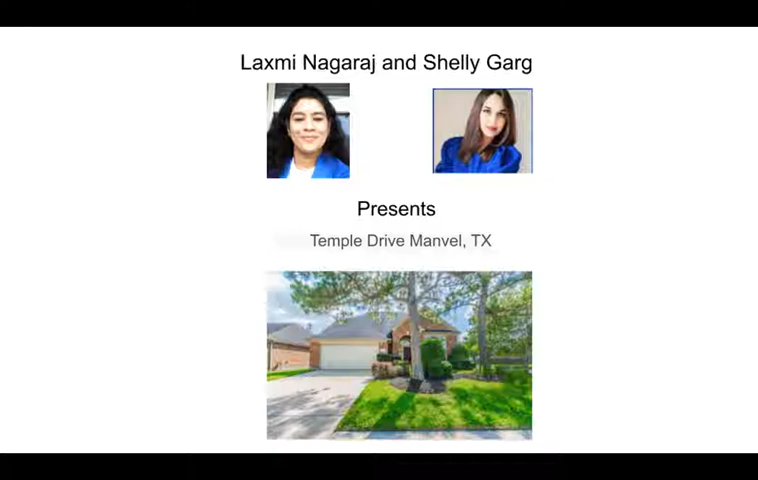 Laxmi Nagaraj and Shelly Garg
Presents
Temple Drive Manvel, TX